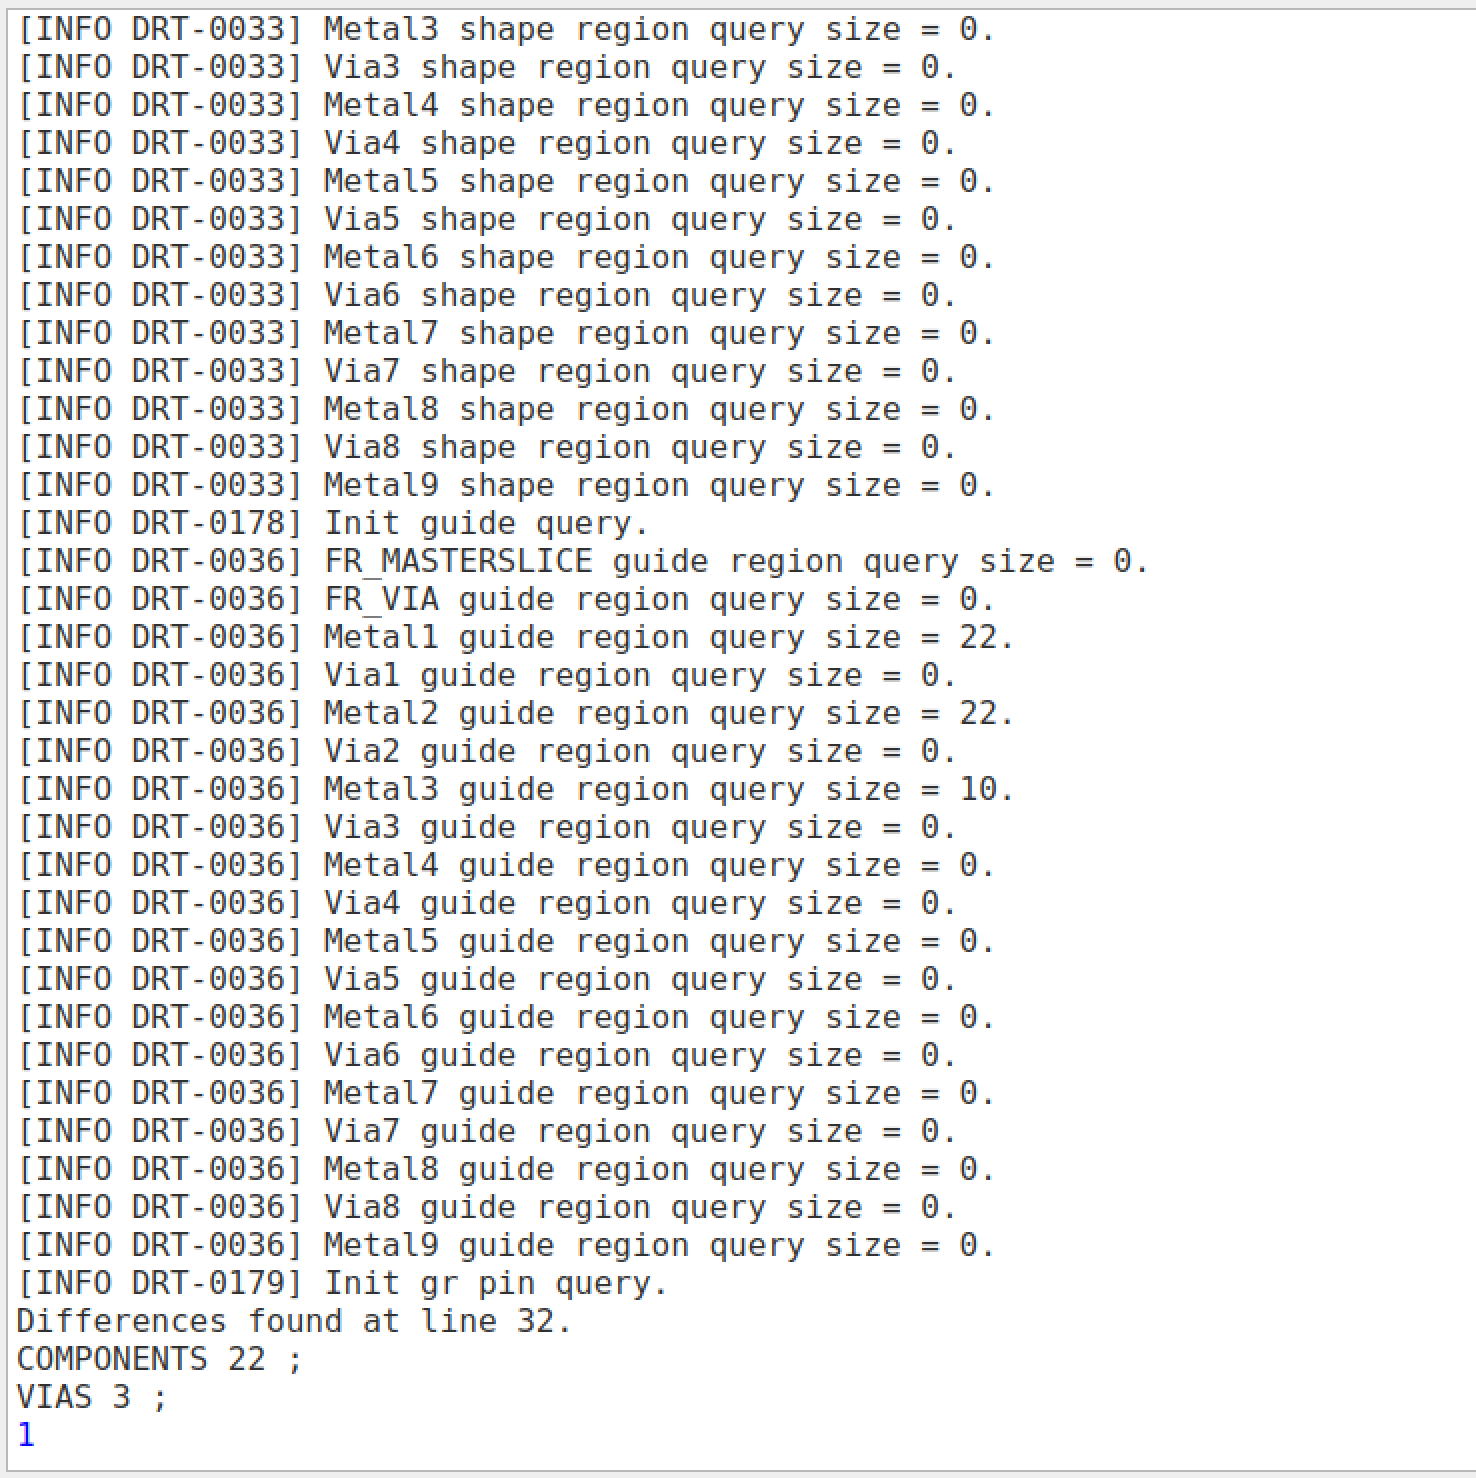 [INFO DRT-0033] Metal3 shape region query size = 0.
[INFO DRT-0033] Via3 shape region query size = 0.
[INFO DRT-0033] Metal4 shape region query size = 0.
[INFO DRT-0033] Via4 shape region query size = 0.
[INFO DRT-0033] Metal5 shape region query size = 0.
[INFO DRT-0033] Via5 shape region query size = 0.
[INFO DRT-0033] Metal6 shape region query size = 0.
[INFO DRT-0033] Via6 shape region query size = 0.
[INFO DRT-0033] Metal7 shape region query size = 0.
[INFO DRT-0033] Via7 shape region query size = 0.
[INFO DRT-0033] Metal8 shape region query size = 0.
[INFO DRT-0033] Via8 shape region query size = 0.
[INFO DRT-0033] Metal9 shape region query size = 0.
[INFO DRT-0178] Init guide query.
[INFO DRT-0036] FR_MASTERSLICE guide region query size = 0.
[INFO DRT-0036] FR_VIA guide region query size = 0.
[INFO DRT-0036] Metal1 guide region query size = 22.
[INFO DRT-0036] Via1 guide region query size = 0.
[INFO DRT-0036] Metal2 guide region query size = 22.
[INFO DRT-0036] Via2 guide region query size = 0.
[INFO DRT-0036] Metal3 guide region query size = 10.
[INFO DRT-0036] Via3 guide region query size = 0.
[INFO DRT-0036] Metal4 guide region query size = 0.
[INFO DRT-0036] Via4 guide region query size = 0.
[INFO DRT-0036] Metal5 guide region query size = 0.
[INFO DRT-0036] Via5 guide region query size = 0.
[INFO DRT-0036] Metal6 guide region query size = 0.
[INFO DRT-0036] Via6 guide region query size = 0.
[INFO DRT-0036] Metal7 guide region query size = 0.
[INFO DRT-0036] Via7 guide region query size = 0.
[INFO DRT-0036] Metal8 guide region query size = 0.
[INFO DRT-0036] Via8 guide region query size = 0.
[INFO DRT-0036] Metal9 guide region query size = 0.
[INFO DRT-0179] Init gr pin query.
Differences found at line 32.
COMPONENTS 22 ;
VIAS 3 ;
1